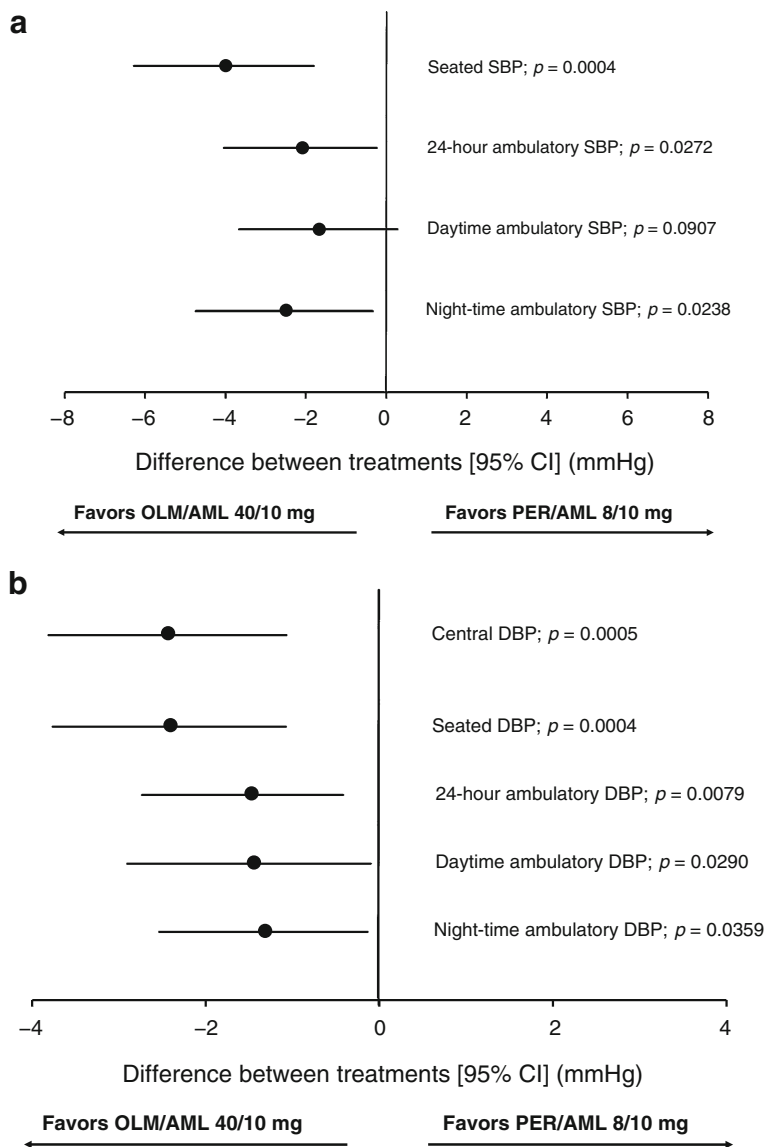 a
Seated SBP; p = 0.0004
24-hour ambulatory SBP; p = 0.0272
Daytime ambulatory SBP; p = 0.0907
Night-time ambulatory SBP; p = 0.0238
−8 −6 −4 −2 0 2 4 6 8
Difference between treatments [95% CI] (mmHg)
Favors OLM/AML 40/10 mg Favors PER/AML 8/10 mg
b
Central DBP; p = 0.0005
Seated DBP; p = 0.0004
24-hour ambulatory DBP; p = 0.0079
Daytime ambulatory DBP; p = 0.0290
Night-time ambulatory DBP; p = 0.0359
−4 −2 0 2 4
Difference between treatments [95% CI] (mmHg)
Favors OLM/AML 40/10 mg Favors PER/AML 8/10 mg